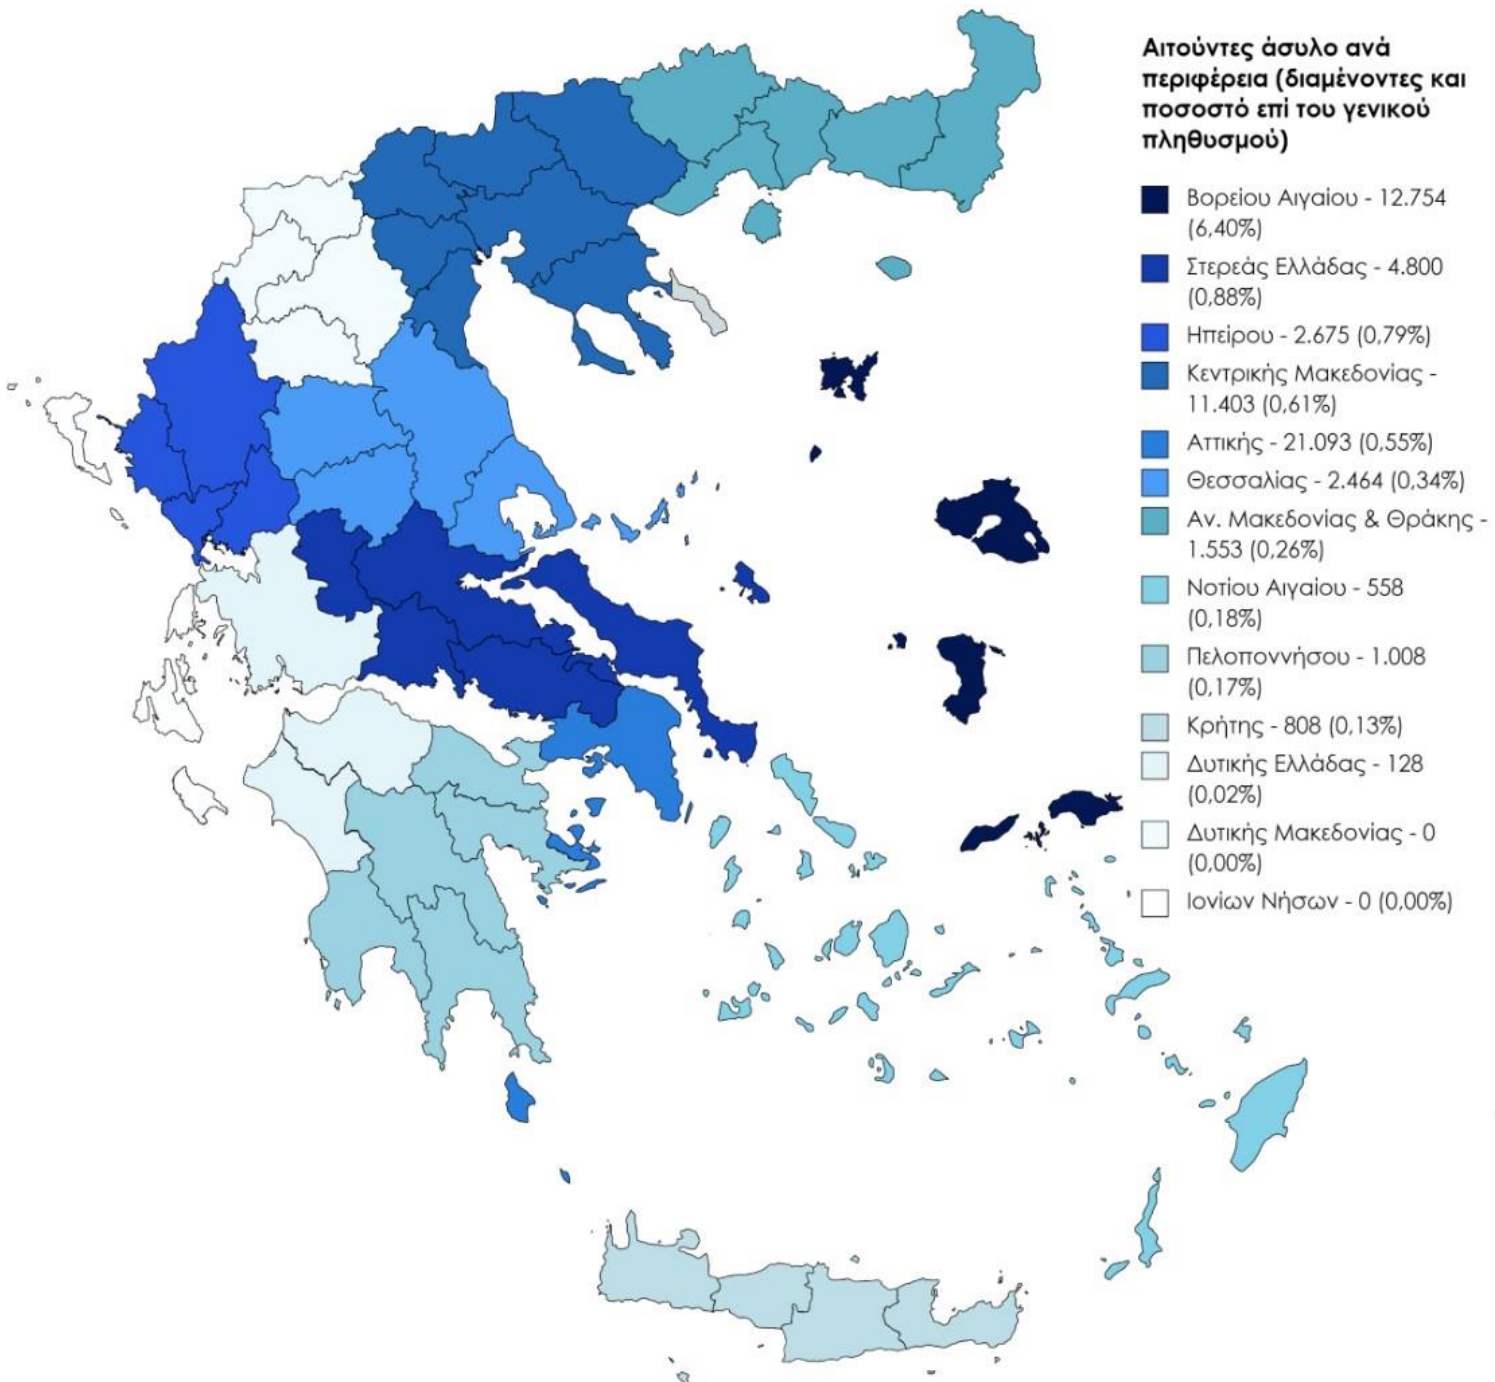 Αιτούντες άσυλο ανά
περιφέρεια (διαμένοντες και
ποσοστό επί του γενικού
πληθυσμού)
Βορείου Αιγαίου - 12.754
(6,40%)
Στερεάς Ελλάδας - 4.800
(0,88%)
Ηπείρου - 2.675 (0,79%)
Κεντρικής Μακεδονίας -
11.403 (0,61%)
Αττικής - 21.093 (0,55%)
Θεσσαλίας - 2.464 (0,34%)
Αν. Μακεδονίας & Θράκης -
1.553 (0,26%)
Νοτίου Αιγαίου - 558
(0,18%)
Πελοποννήσου - 1.008
(0,17%)
Κρήτης - 808 (0,13%)
Δυτικής Ελλάδας - 128
(0,02%)
Δυτικής Μακεδονίας - 0
(0,00%)
Ιονίων Νήσων - 0 (0,00%)